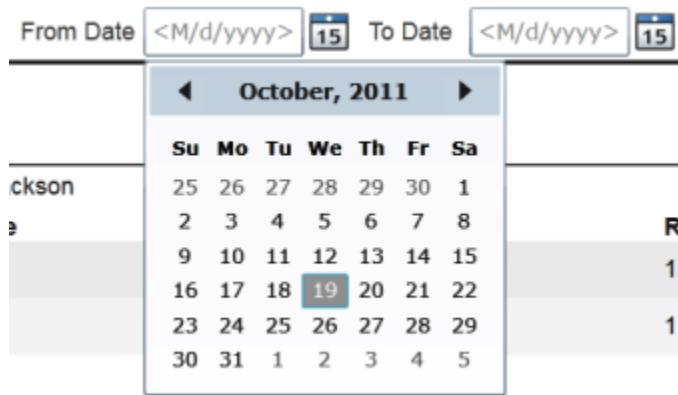 From Date <M/d/yyyy> 15 To Date <M/d/yyyy> 15
October, 2011
Su Mo Tu We Th Fr Sa
ckson 25 26 27 28 29 30 1
e 2 3 4 5 6 7 8 R
9 10 11 12 13 14 15 1
16 17 18 19 20 21 22
23 24 25 26 27 28 29 1
30 31 1 2 3 4 5